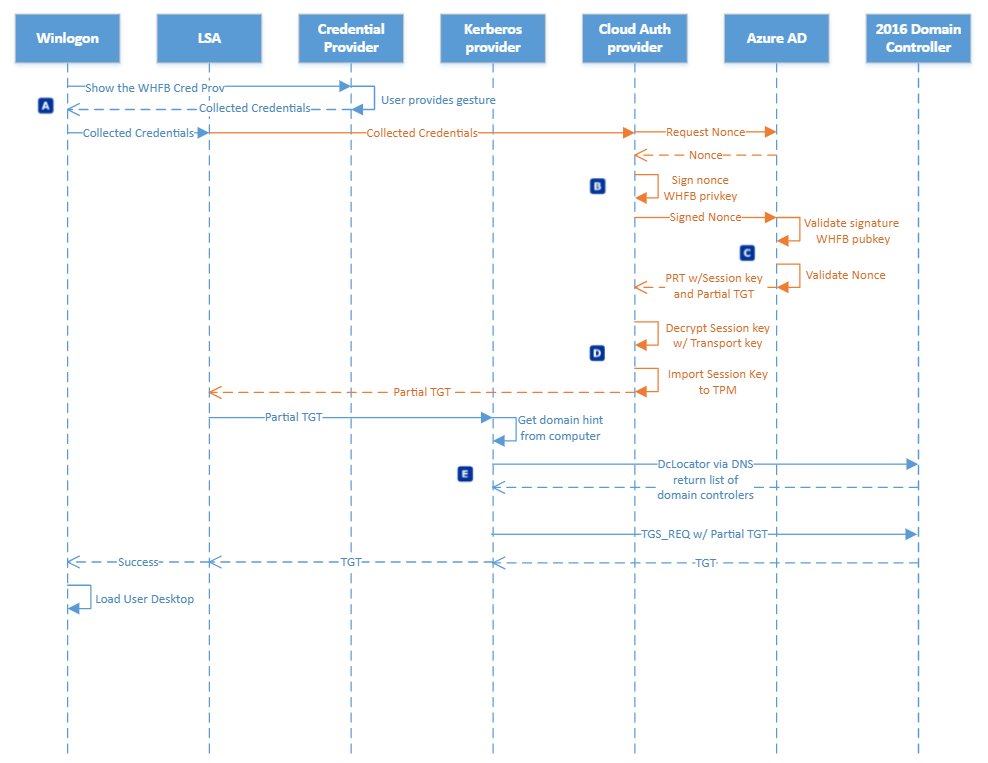 Winlogon
LSA
Credential
Provider
Kerberos
provider
Cloud Auth
provider
Azure AD
2016 Domain
Controller
Show the WHFB Cred Prov
User provides gesture
A
Collected Credentials
Collected Credentials
Collected Credentials
Request Nonce
Nonce
B
Sign nonce
WHFB privkey
Signed Nonce
Validate signature
WHFB pubkey
C
Validate Nonce
PRT w/Session key
and Partial TGT
Decrypt Session key
w/ Transport key
D
Import Session Key
to TPM
Partial TGT
Partial TGT
Get domain hint
from computer
E
DcLocator via DNS
return list of
domain controlers
TGS_REQ w/ Partial TGT
Success
TGT
TGT
Load User Desktop